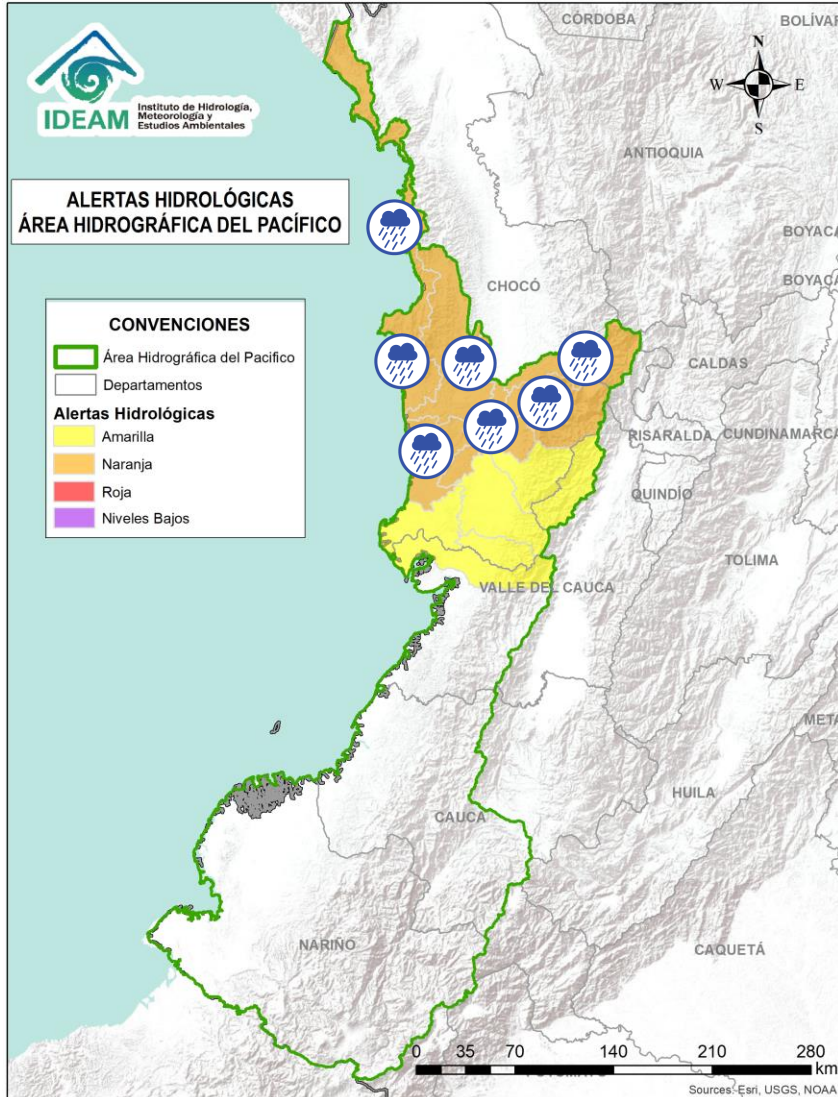 CÓRDOBA
BOLÍVAR
IDEAM
Instituto de Hidrología,
Meteorología y
Estudios Ambientales
N
W
E
S
ANTIOQUIA
ALERTAS HIDROLÓGICAS
ÁREA HIDROGRÁFICA DEL PACÍFICO
BOYACÁ
BOYACÁ
CHOCÓ
CONVENCIONES
Área Hidrográfica del Pacifico
Departamentos
Alertas Hidrológicas
Amarilla
Naranja
Roja
Niveles Bajos
CALDAS
RISARALDA
CUNDINAMARCA
QUINDÍO
TOLIMA
VALLE DEL CAUCA
META
HUILA
CAUCA
NARIÑO
CAQUETÁ
0 35 70 140 210 280
km
Sources: Esri, USGS, NOAA